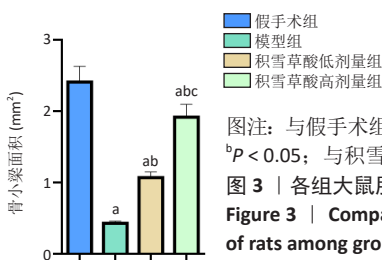 假手术组
模型组
积雪草酸低剂量组
积雪草酸高剂量组
骨小梁面积 (mm²)
3
2
1
0
a
ab
abc
图注：与假手术组
ᵇP < 0.05；与积雪
图 3 | 各组大鼠
Figure 3 | Compa
of rats among gro